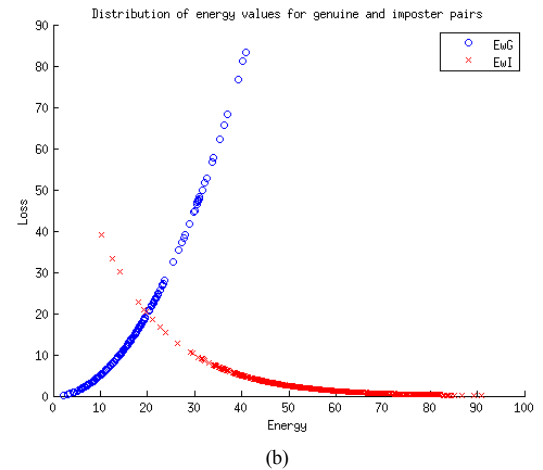 Distribution of energy values for genuine and imposter pairs
90
80
70
60
50
40
30
20
10
0
Loss
EwG
EwI
0 10 20 30 40 50 60 70 80 90 100
Energy
(b)